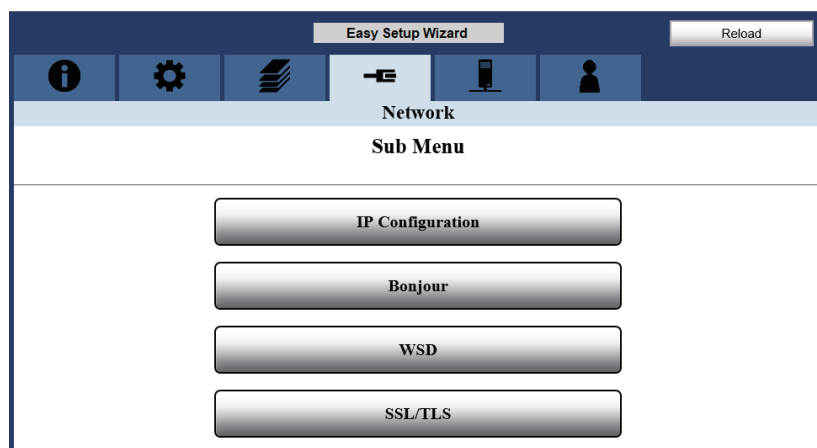 Easy Setup Wizard
Reload
Network
Sub Menu
IP Configuration
Bonjour
WSD
SSL/TLS